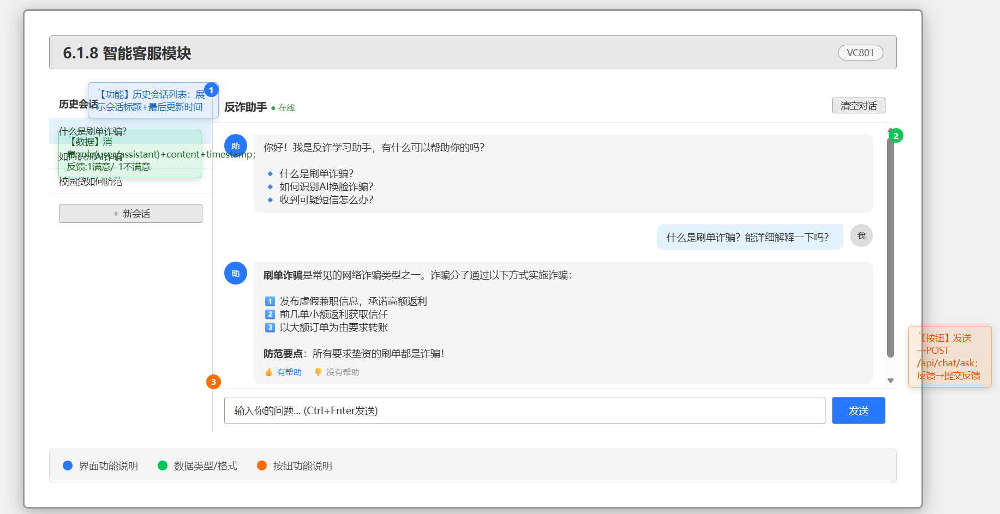 6.1.8 智能客服模块
VC801
历史会话
【功能】历史会话列表：展
示会话标题+最后更新时间
1
反诈助手
在线
清空对话
什么是刷单诈骗？
【数据】消
息:role(user/assistant)+content+timestamp;
反馈:1满意/-1不满意
如何识别AI诈骗
校园贷如何防范
+ 新会话
2
助
你好！我是反诈学习助手，有什么可以帮助你的吗？
什么是刷单诈骗？
如何识别AI换脸诈骗？
收到可疑短信怎么办？
什么是刷单诈骗？能详细解释一下吗？
我
助
刷单诈骗是常见的网络诈骗类型之一。诈骗分子通过以下方式实施诈骗：
1 发布虚假兼职信息，承诺高额返利
2 前几单小额返利获取信任
3 以大额订单为由要求转账
防范要点：所有要求垫资的刷单都是诈骗！
有帮助 没有帮助
3
【按钮】发送
→POST
/api/chat/ask;
反馈→提交反馈
输入你的问题... (Ctrl+Enter发送)
发送
界面功能说明
数据类型/格式
按钮功能说明